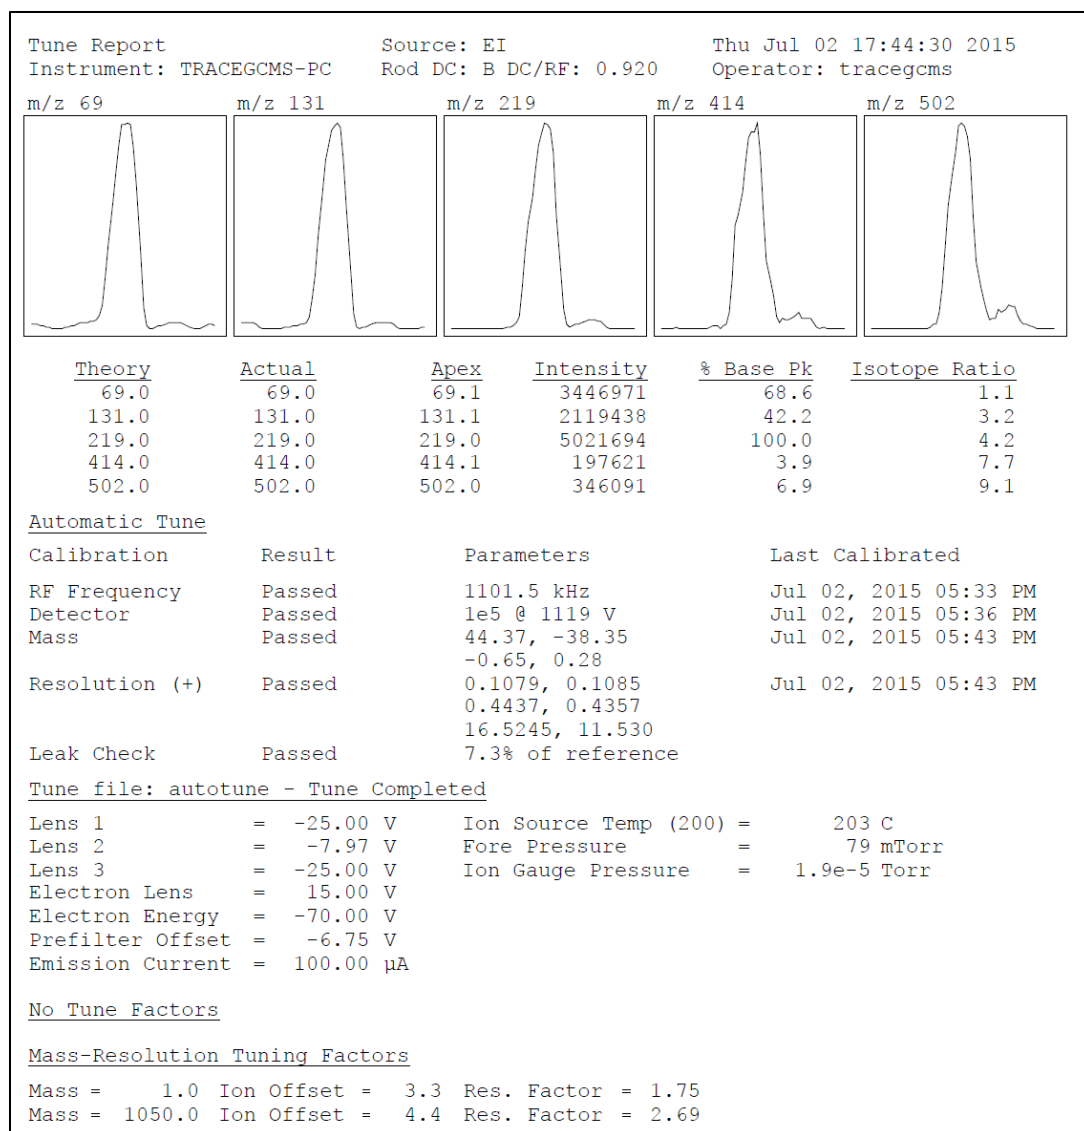 Tune Report Source: EI Thu Jul 02 17:44:30 2015
Instrument: TRACEGCMS-PC Rod DC: B DC/RF: 0.920 Operator: tracegcms
m/z 69 m/z 131 m/z 219 m/z 414 m/z 502
Theory Actual Apex Intensity % Base Pk Isotope Ratio
69.0 69.0 69.1 3446971 68.6 1.1
131.0 131.0 131.1 2119438 42.2 3.2
219.0 219.0 219.0 5021694 100.0 4.2
414.0 414.0 414.1 197621 3.9 7.7
502.0 502.0 502.0 346091 6.9 9.1
Automatic Tune
Calibration Result Parameters Last Calibrated
RF Frequency Passed 1101.5 kHz Jul 02, 2015 05:33 PM
Detector Passed 1e5 @ 1119 V Jul 02, 2015 05:36 PM
Mass Passed 44.37, -38.35 Jul 02, 2015 05:43 PM
-0.65, 0.28
Resolution (+) Passed 0.1079, 0.1085 Jul 02, 2015 05:43 PM
0.4437, 0.4357
16.5245, 11.530
Leak Check Passed 7.3% of reference
Tune file: autotune - Tune Completed
Lens 1 = -25.00 V Ion Source Temp (200) = 203 C
Lens 2 = -7.97 V Fore Pressure = 79 mTorr
Lens 3 = -25.00 V Ion Gauge Pressure = 1.9e-5 Torr
Electron Lens = 15.00 V
Electron Energy = -70.00 V
Prefilter Offset = -6.75 V
Emission Current = 100.00 µA
No Tune Factors
Mass-Resolution Tuning Factors
Mass = 1.0 Ion Offset = 3.3 Res. Factor = 1.75
Mass = 1050.0 Ion Offset = 4.4 Res. Factor = 2.69